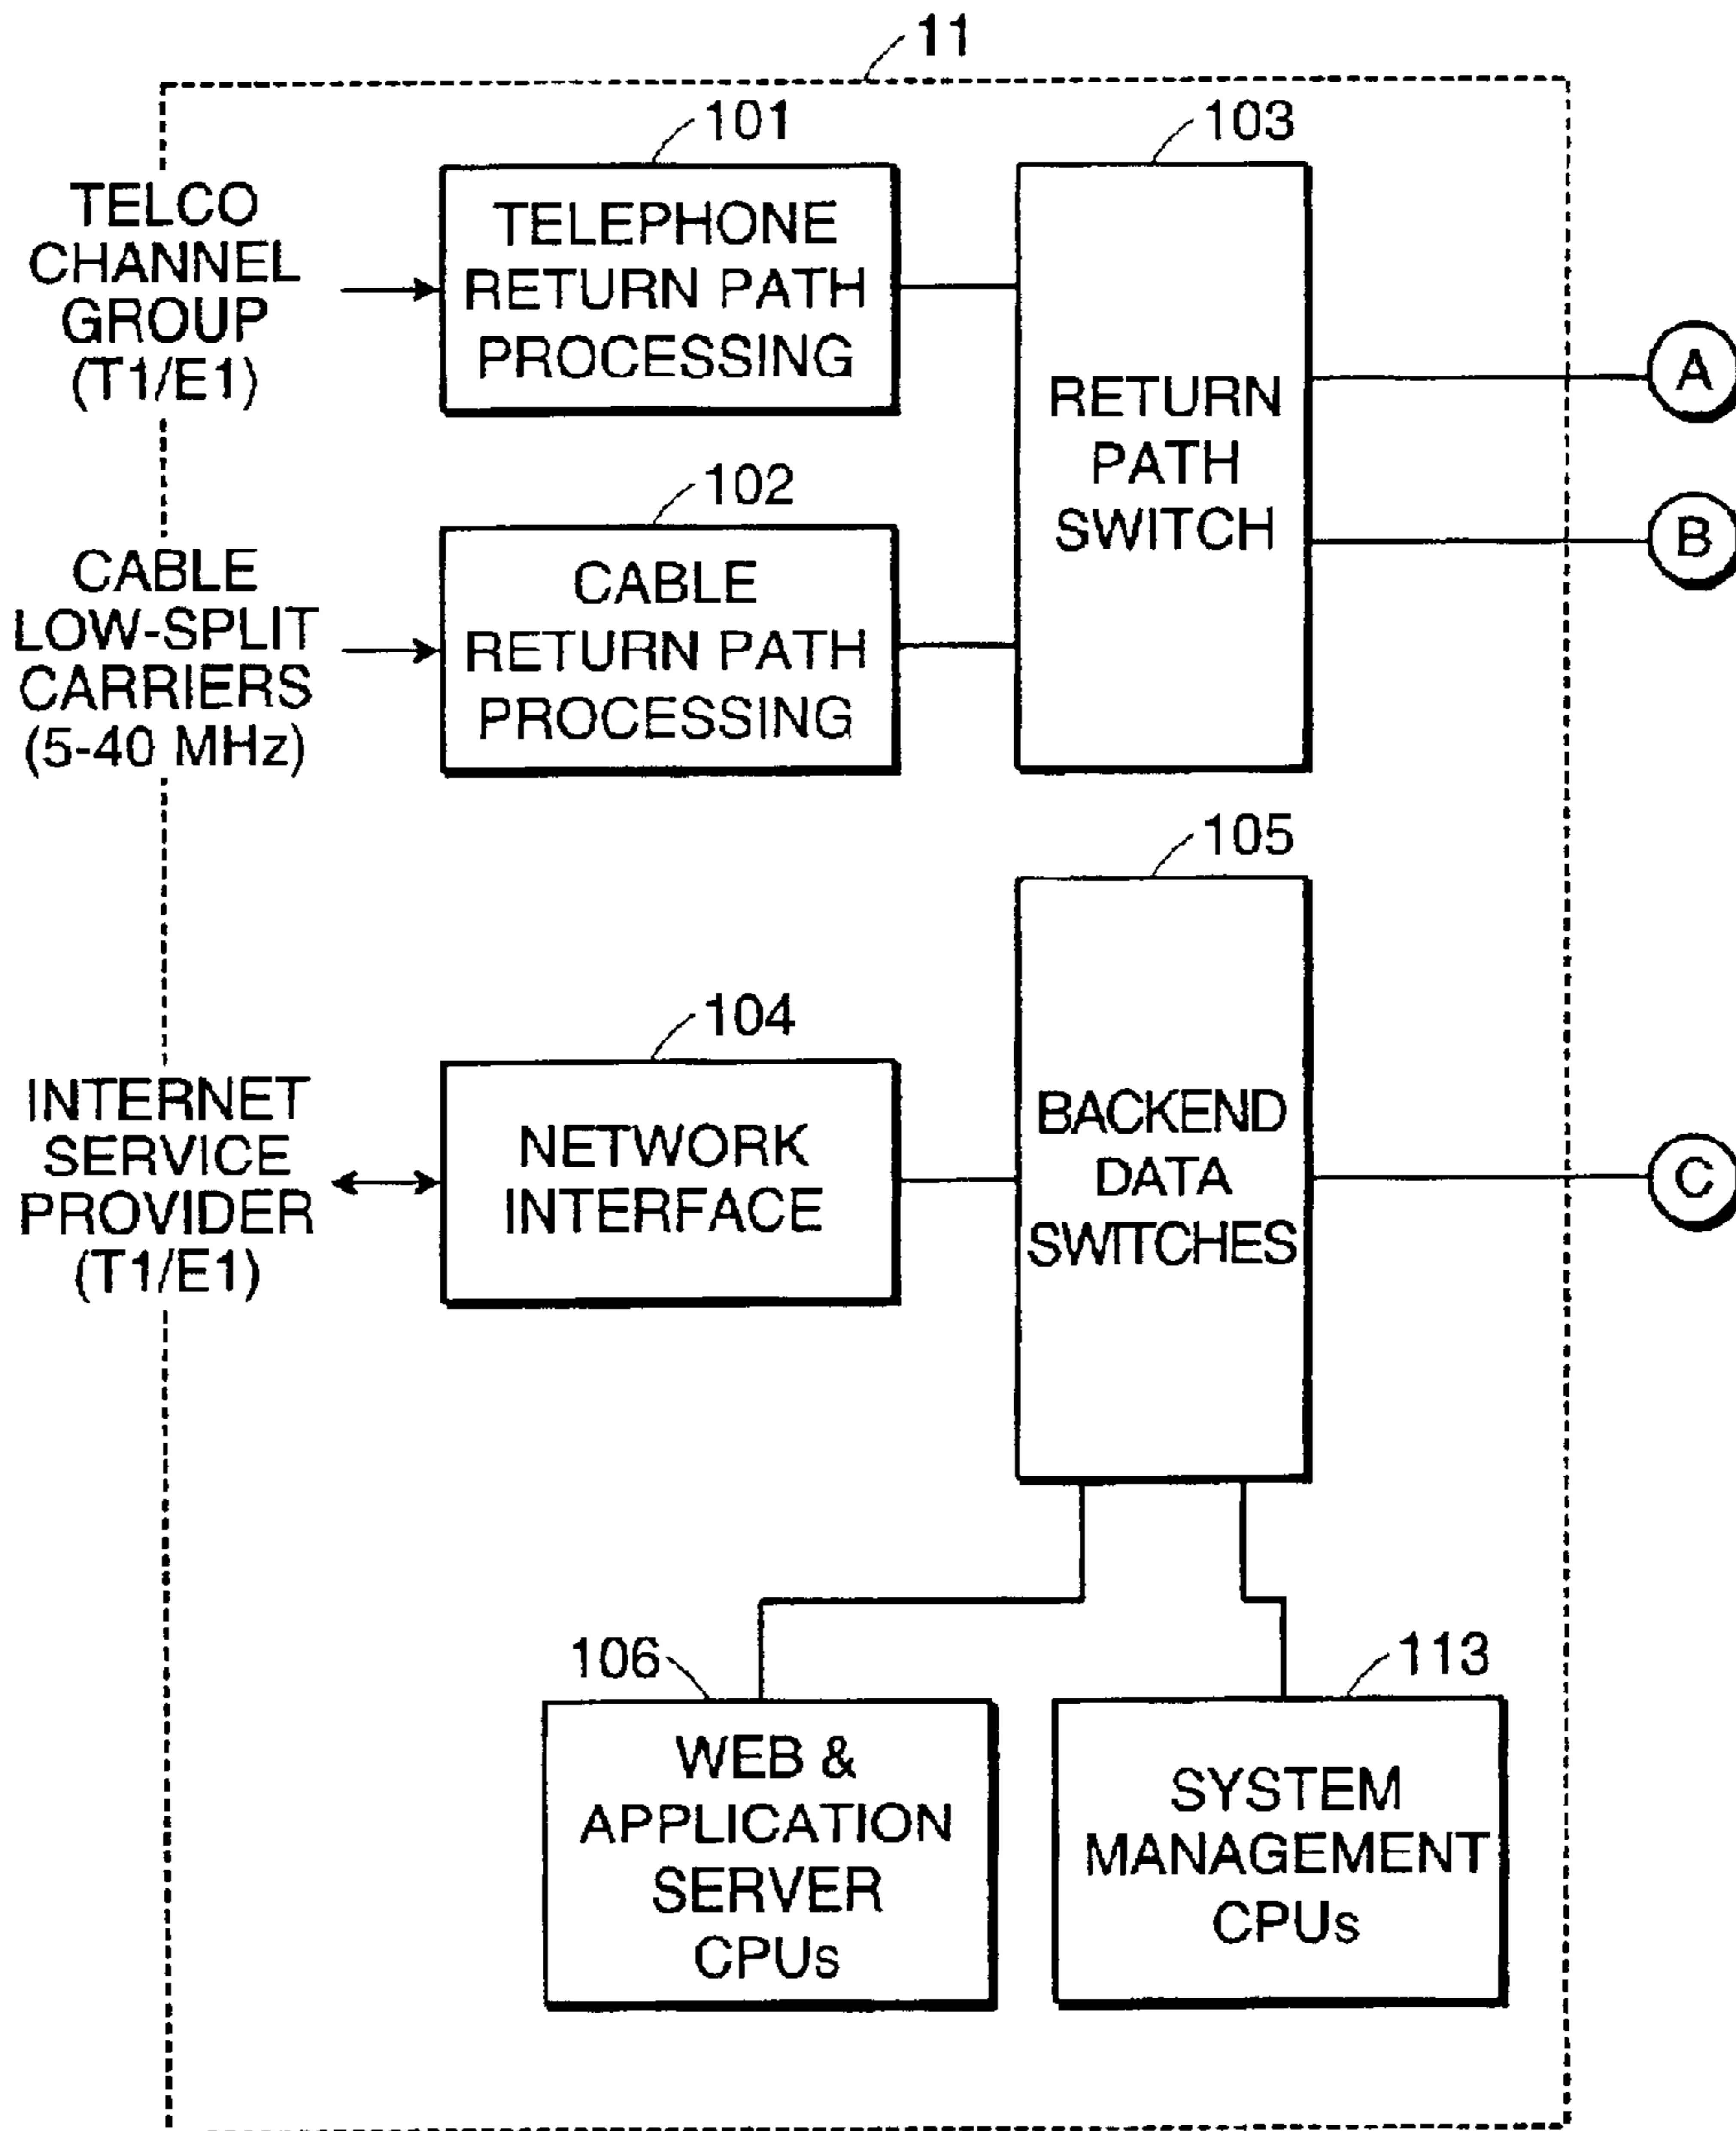 11
101
103
TELCO
CHANNEL
GROUP
(T1/E1)
TELEPHONE
RETURN PATH
PROCESSING
RETURN
PATH
SWITCH
A
B
102
CABLE
LOW-SPLIT
CARRIERS
(5-40 MHz)
CABLE
RETURN PATH
PROCESSING
105
104
INTERNET
SERVICE
PROVIDER
(T1/E1)
NETWORK
INTERFACE
BACKEND
DATA
SWITCHES
C
106
113
WEB &
APPLICATION
SERVER
CPUs
SYSTEM
MANAGEMENT
CPUs